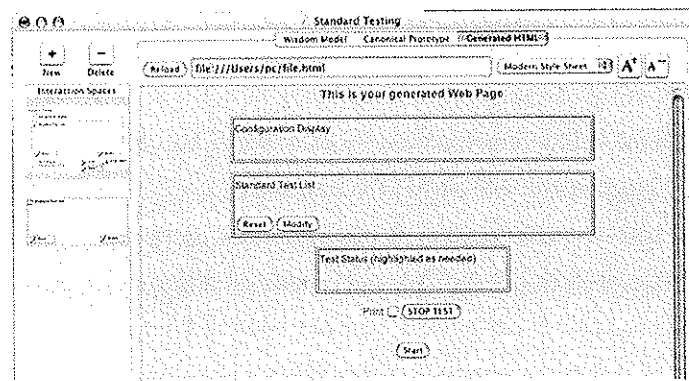 Standard Testing
Wisdom Model Canonical Prototype Generated HTML
+ −
New Delete
Reload file:///Users/pc/file.html Modern Style Sheet A+ A−
Interaction Spaces
This is your generated Web Page
Configuration Display
Standard Test List
Reset Modify
Test Status (highlighted as needed)
Print STOP TEST
Start